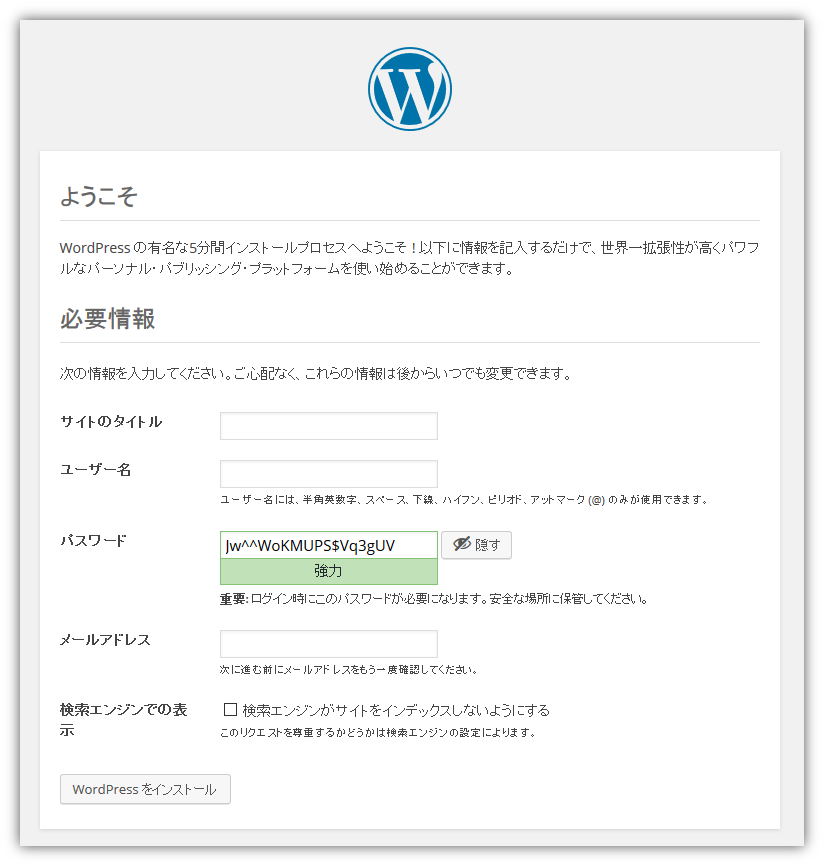 ようこそ
WordPress の有名な5分間インストールプロセスへようこそ！以下に情報を記入するだけで、世界一拡張性が高くパワフ
ルなパーソナル・パブリッシング・プラットフォームを使い始めることができます。
必要情報
次の情報を入力してください。ご心配なく、これらの情報は後からいつでも変更できます。
サイトのタイトル
ユーザー名
ユーザー名には、半角英数字、スペース、下線、ハイフン、ピリオド、アットマーク (@) のみが使用できます。
パスワード
Jw^^WoKMUPS$Vq3gUV
隠す
強力
重要: ログイン時にこのパスワードが必要になります。安全な場所に保管してください。
メールアドレス
次に進む前にメールアドレスをもう一度確認してください。
検索エンジンでの表
示
検索エンジンがサイトをインデックスしないようにする
このリクエストを尊重するかどうかは検索エンジンの設定によります。
WordPress をインストール